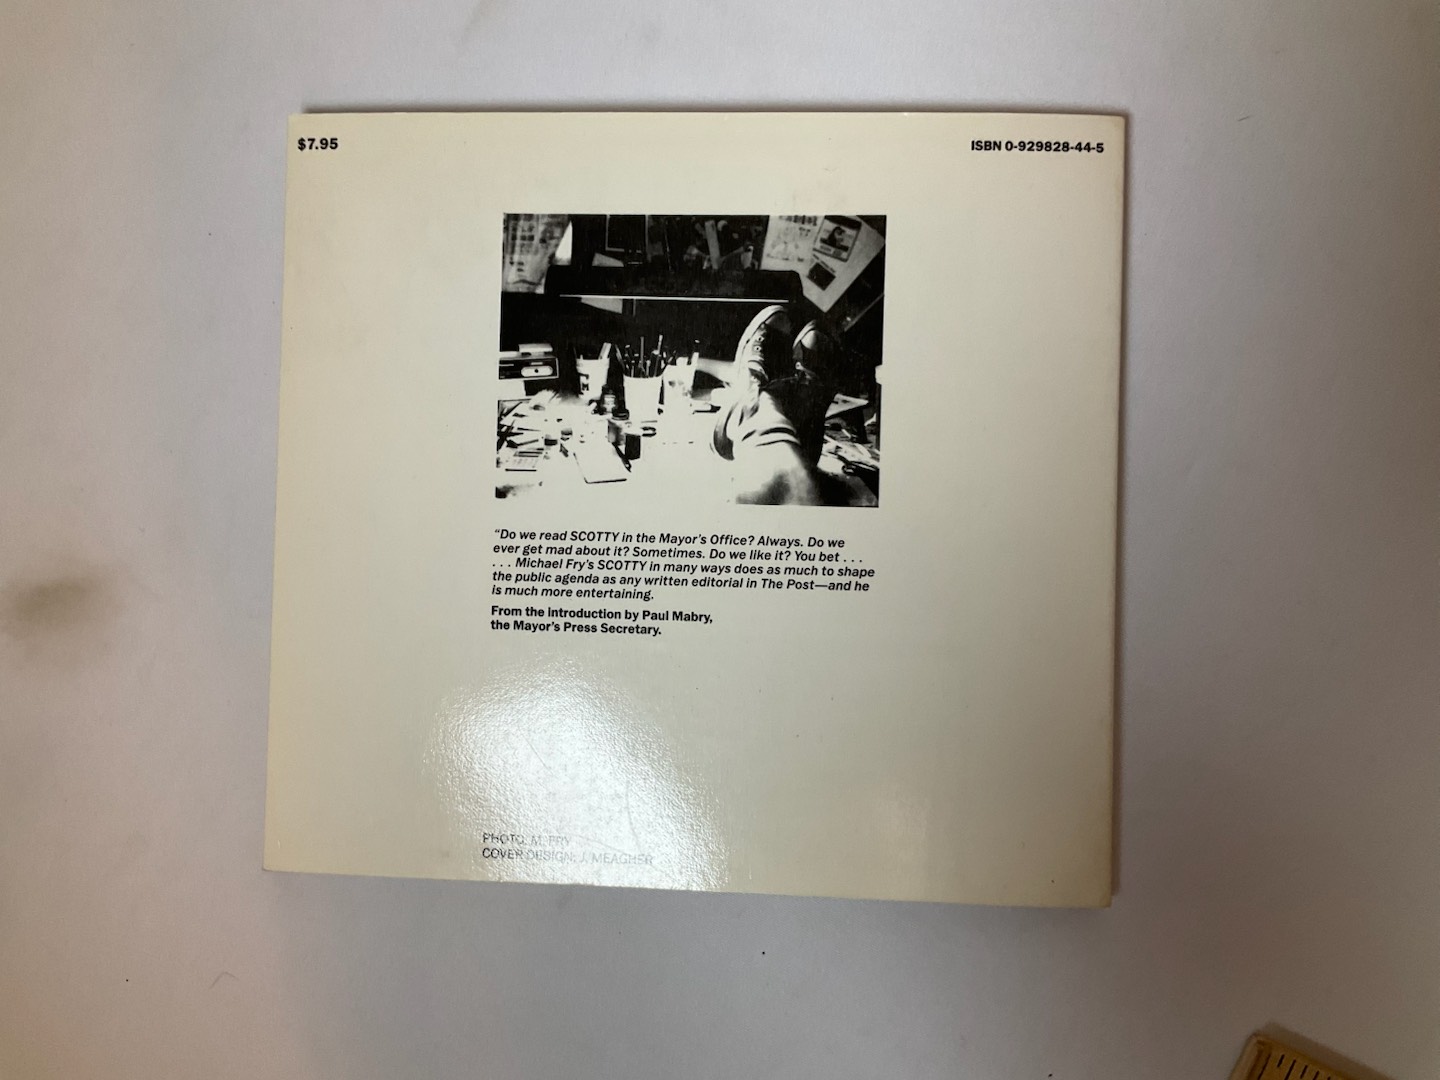 $7.95
ISBN 0-929828-44-5
"Do we read SCOTTY in the Mayor's Office? Always. Do we
ever get mad about it? Sometimes. Do we like it? You bet . . .
. . . Michael Fry's SCOTTY in many ways does as much to shape
the public agenda as any written editorial in The Post—and he
is much more entertaining.
From the Introduction by Paul Mabry,
the Mayor's Press Secretary.
PHOTO: M. FRY
COVER DESIGN: J. MEAGHER